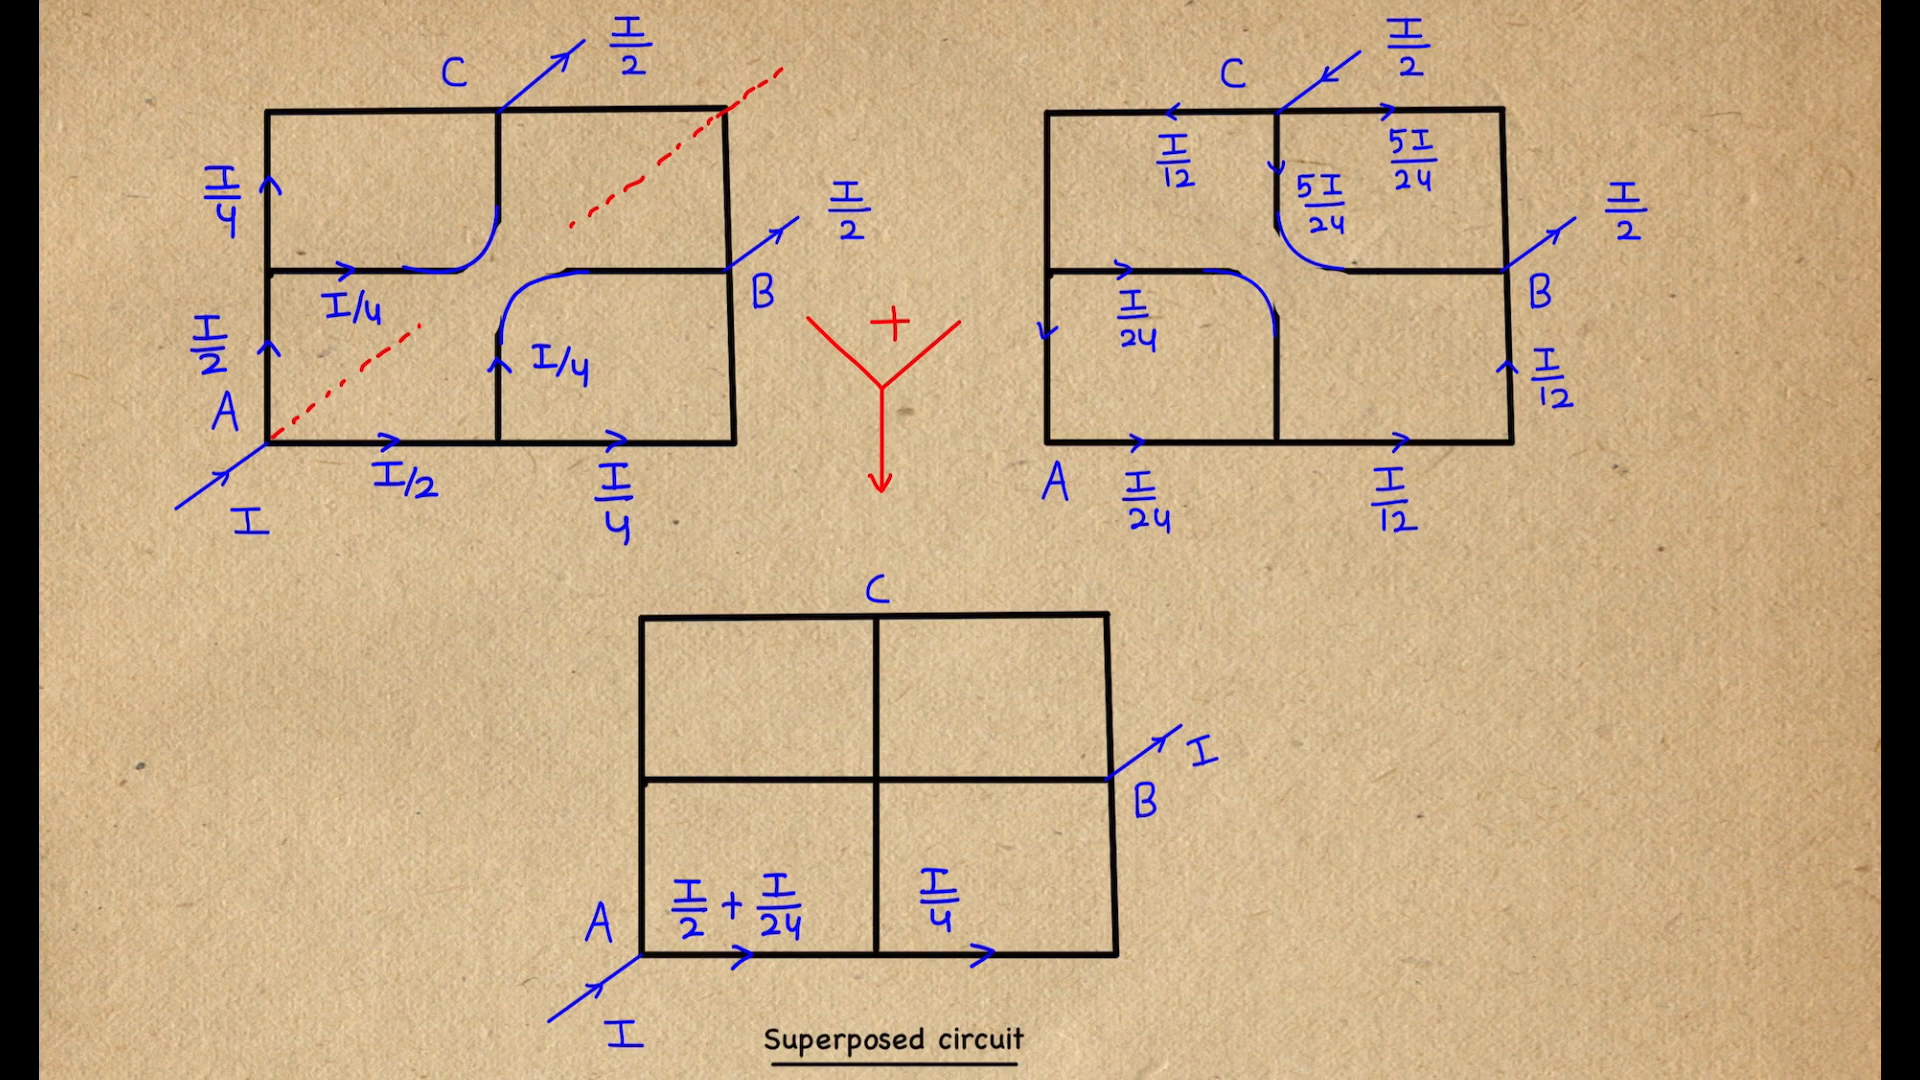 C
I/2
I/4
I/2
B
I/4
I/2
I/4
A
I/2
I/4
I
+
C
I/2
I/12
5I/24
5I/24
I/2
B
I/24
I/12
A
I/24
I/12
C
I
B
A
I/2 + I/24
I/4
I
Superposed circuit